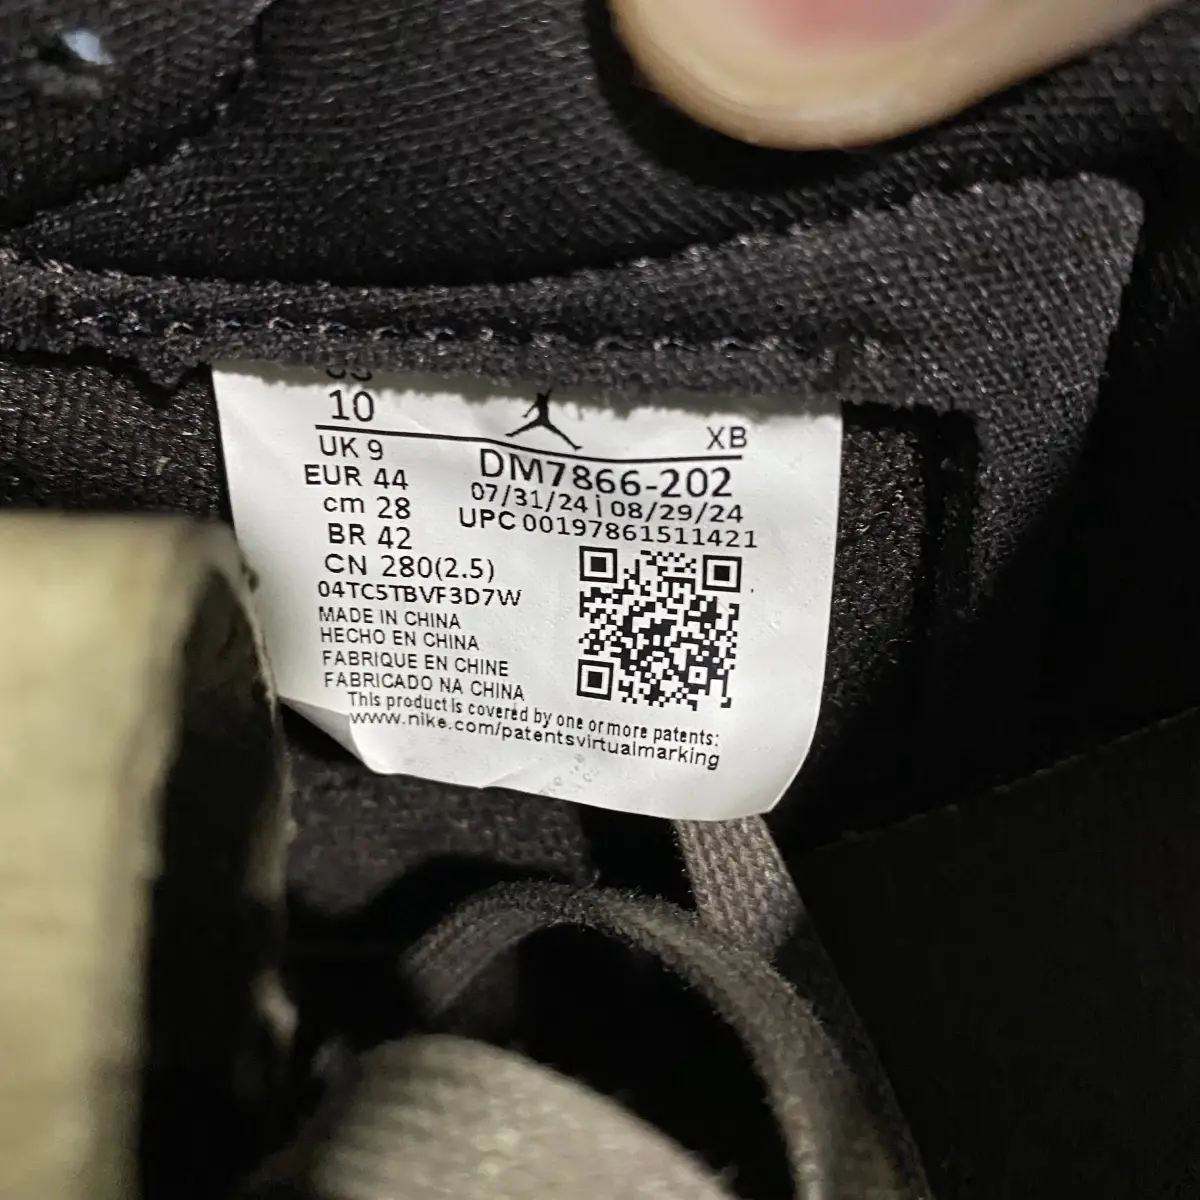 US
10
XB
UK 9
EUR 44
cm 28
BR 42
CN 280(2.5)
04TC5TBVF3D7W
DM7866-202
07/31/24 | 08/29/24
UPC 00197861511421
MADE IN CHINA
HECHO EN CHINA
FABRIQUE EN CHINE
FABRICADO NA CHINA
This product is covered by one or more patents:
www.nike.com/patentsvirtualmarking